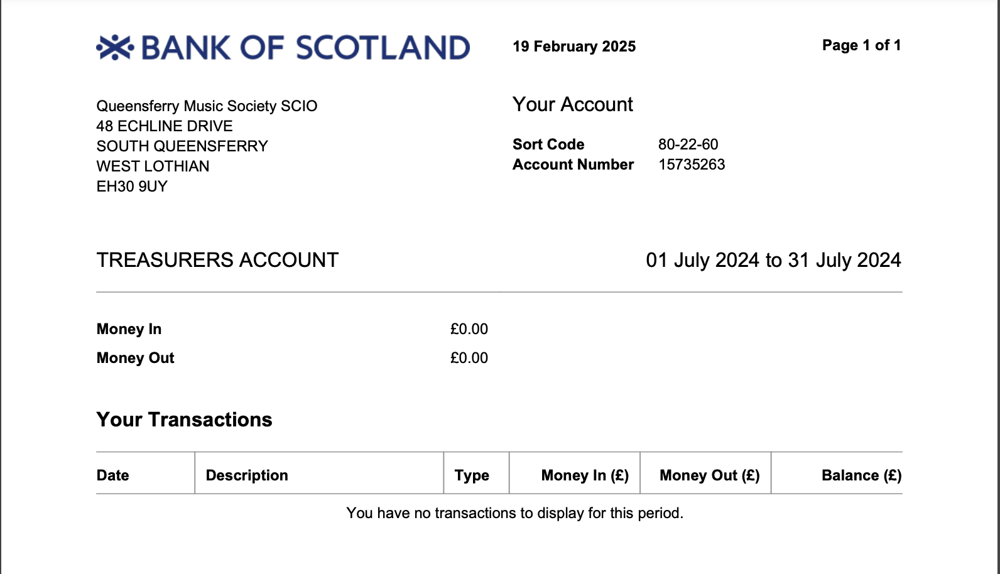 BANK OF SCOTLAND
19 February 2025
Page 1 of 1
Queensferry Music Society SCIO
48 ECHLINE DRIVE
SOUTH QUEENSFERRY
WEST LOTHIAN
EH30 9UY
Your Account
Sort Code 80-22-60
Account Number 15735263
TREASURERS ACCOUNT
01 July 2024 to 31 July 2024
Money In £0.00
Money Out £0.00
Your Transactions
Date Description Type Money In (£) Money Out (£) Balance (£)
You have no transactions to display for this period.